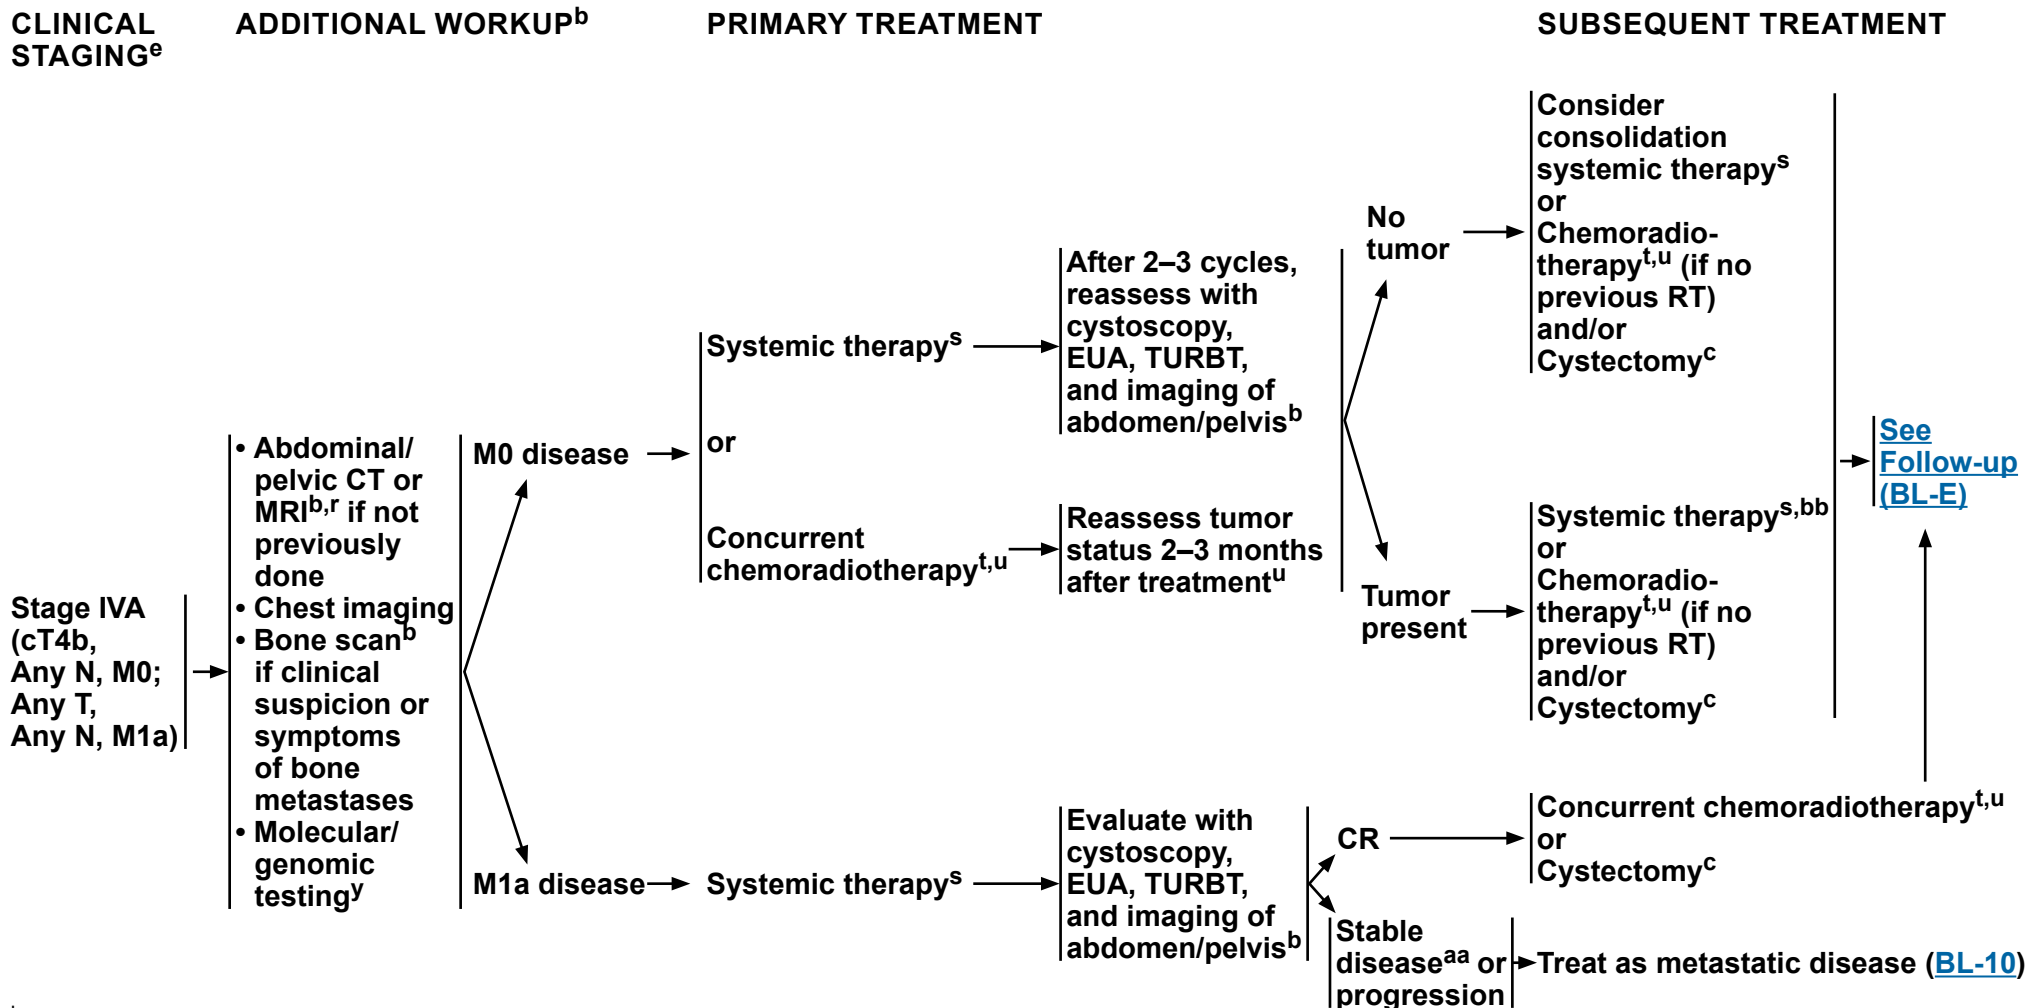 CLINICAL
STAGINGe
ADDITIONAL WORKUPb
PRIMARY TREATMENT
SUBSEQUENT TREATMENT
Stage IVA
(cT4b,
Any N, M0;
Any T,
Any N, M1a)
• Abdominal/
pelvic CT or
MRIb,r if not
previously
done
• Chest imaging
• Bone scanb
if clinical
suspicion or
symptoms
of bone
metastases
• Molecular/
genomic
testingy
M0 disease
Systemic therapys
or
Concurrent
chemoradiotherapyt,u
After 2–3 cycles,
reassess with
cystoscopy,
EUA, TURBT,
and imaging of
abdomen/pelvisb
Reassess tumor
status 2–3 months
after treatmentu
No
tumor
Consider
consolidation
systemic therapys
or
Chemoradio-
therapyt,u (if no
previous RT)
and/or
Cystectomyc
Tumor
present
Systemic therapys,bb
or
Chemoradio-
therapyt,u (if no
previous RT)
and/or
Cystectomyc
See
Follow-up
(BL-E)
M1a disease
Systemic therapys
Evaluate with
cystoscopy,
EUA, TURBT,
and imaging of
abdomen/pelvisb
CR
Concurrent chemoradiotherapyt,u
or
Cystectomyc
Stable
diseaseaa or
progression
Treat as metastatic disease (BL-10)